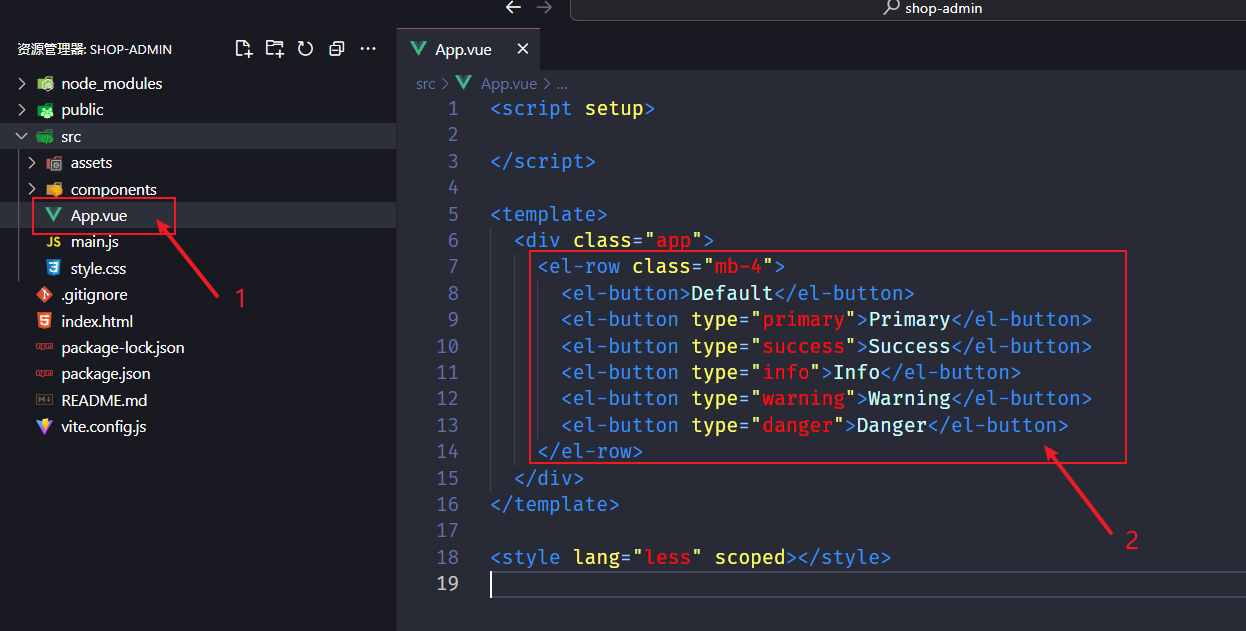 shop-admin
资源管理器: SHOP-ADMIN
node_modules
public
src
assets
components
App.vue
JS main.js
style.css
.gitignore
index.html
package-lock.json
package.json
README.md
vite.config.js
1
App.vue
src > App.vue > ...
1 <script setup>
2
3 </script>
4
5 <template>
6   <div class="app">
7     <el-row class="mb-4">
8       <el-button>Default</el-button>
9       <el-button type="primary">Primary</el-button>
10       <el-button type="success">Success</el-button>
11       <el-button type="info">Info</el-button>
12       <el-button type="warning">Warning</el-button>
13       <el-button type="danger">Danger</el-button>
14     </el-row>
15   </div>
16 </template>
17
18 <style lang="less" scoped></style>
19
2